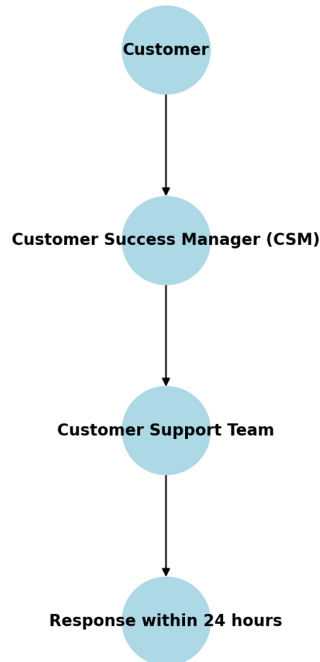 Customer
Customer Success Manager (CSM)
Customer Support Team
Response within 24 hours